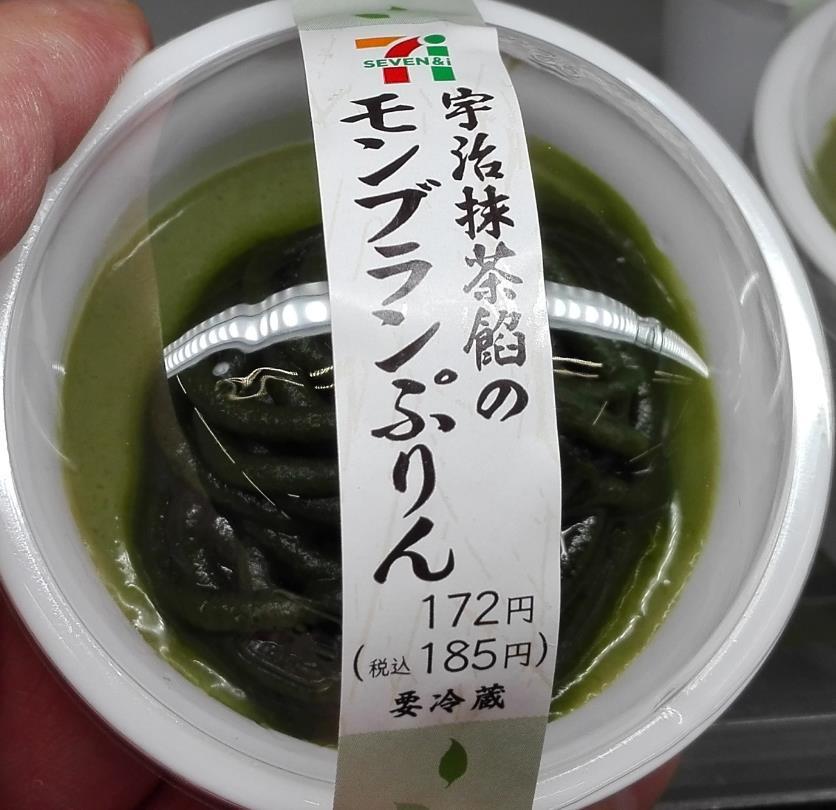 SEVEN&i
宇治抹茶餡の
モンブランぷりん
172円
(税込185円)
要冷蔵